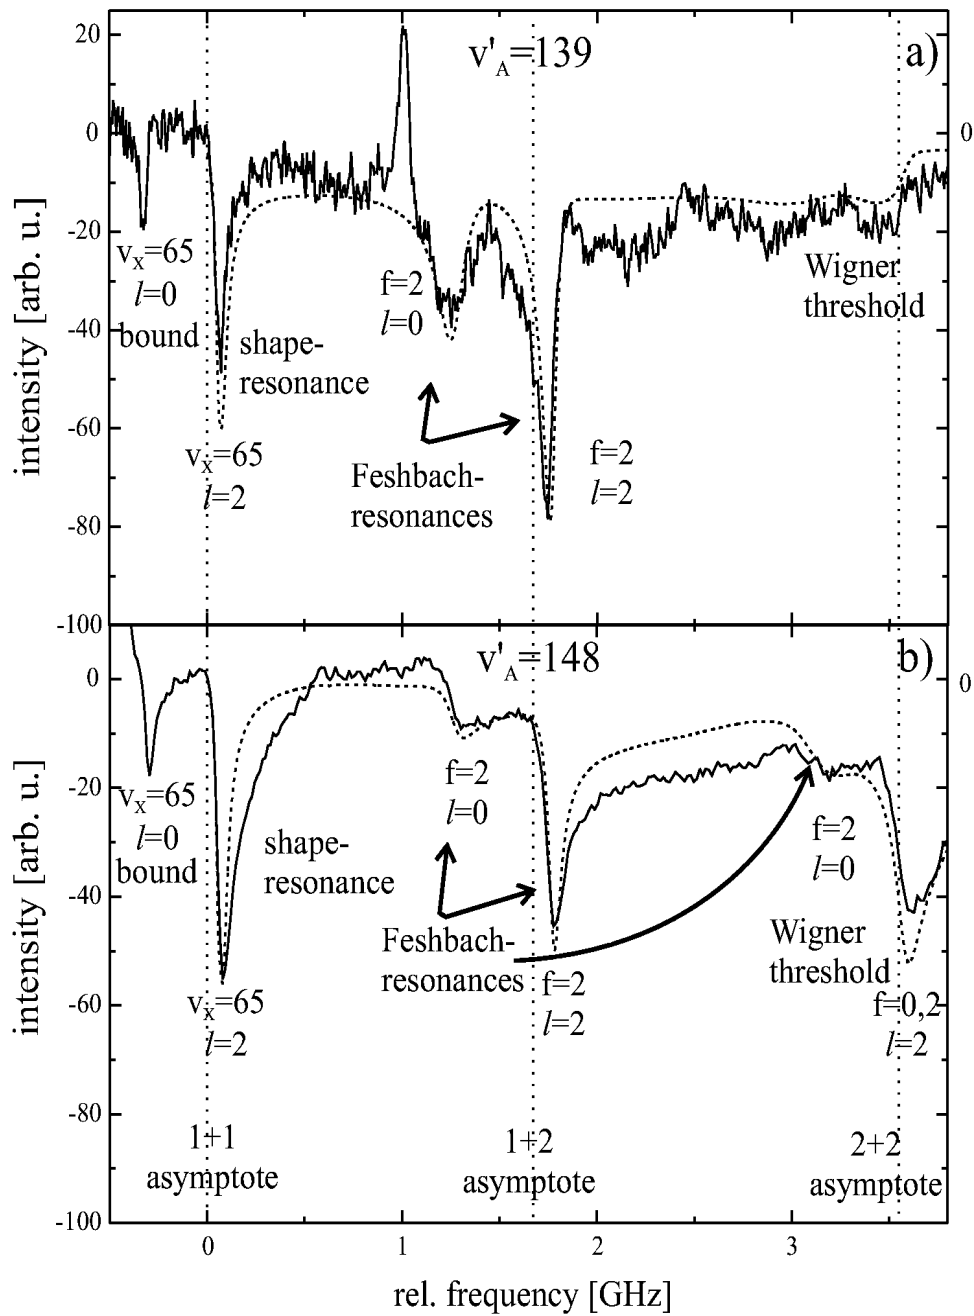 20
0
-20
-40
-60
-80
-100
intensity [arb. u.]
v'A=139
a)
0
vX=65
l=0
bound
shape-
resonance
vX=65
l=2
f=2
l=0
Feshbach-
resonances
f=2
l=2
Wigner
threshold
0
-20
-40
-60
-80
-100
intensity [arb. u.]
v'A=148
b)
0
vX=65
l=0
bound
shape-
resonance
vX=65
l=2
f=2
l=0
Feshbach-
resonances
f=2
l=2
f=2
l=0
Wigner
threshold
f=0,2
l=2
1+1
asymptote
1+2
asymptote
2+2
asymptote
0
1
2
3
rel. frequency [GHz]